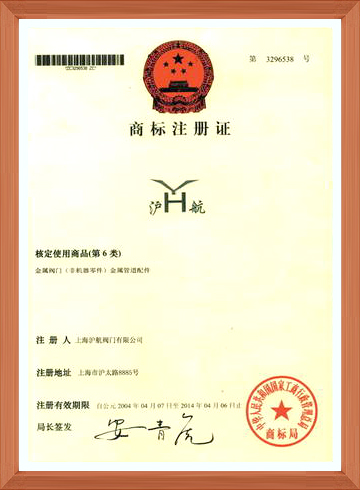 第 3296538 号
商标注册证
沪H航
核定使用商品(第 6 类)
金属阀门（非机器零件）金属管道配件
注 册 人 上海沪航阀门有限公司
注册地址 上海市沪太路8885号
注册有效期限 自公元 2004 年 04 月 07 日至 2014 年 04 月 06 日止
局长签发 安青虎
中华人民共和国国家工商行政管理总局
商标局